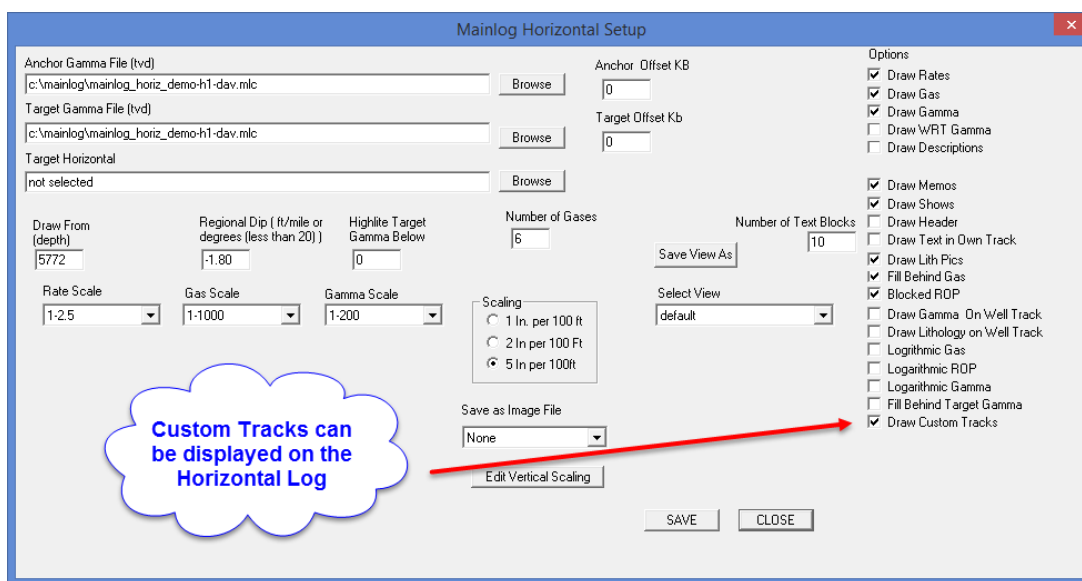 Mainlog Horizontal Setup
x
Anchor Gamma File (tvd)
c:\mainlog\mainlog_horiz_demo-h1-dav.mlc
Browse
Anchor Offset KB
0
Target Gamma File (tvd)
c:\mainlog\mainlog_horiz_demo-h1-dav.mlc
Browse
Target Offset Kb
0
Target Horizontal
not selected
Browse
Draw From
(depth)
5772
Regional Dip ( ft/mile or
degrees (less than 20) )
-1.80
Highlite Target
Gamma Below
0
Number of Gases
6
Save View As
Number of Text Blocks
10
Rate Scale
1-2.5
Gas Scale
1-1000
Gamma Scale
1-200
Scaling
1 In. per 100 ft
2 In per 100 Ft
5 In per 100ft
Select View
default
Save as Image File
None
Edit Vertical Scaling
SAVE
CLOSE
Options
Draw Rates
Draw Gas
Draw Gamma
Draw WRT Gamma
Draw Descriptions
Draw Memos
Draw Shows
Draw Header
Draw Text in Own Track
Draw Lith Pics
Fill Behind Gas
Blocked ROP
Draw Gamma On Well Track
Draw Lithology on Well Track
Logrithmic Gas
Logarithmic ROP
Logarithmic Gamma
Fill Behind Target Gamma
Draw Custom Tracks
Custom Tracks can
be displayed on the
Horizontal Log